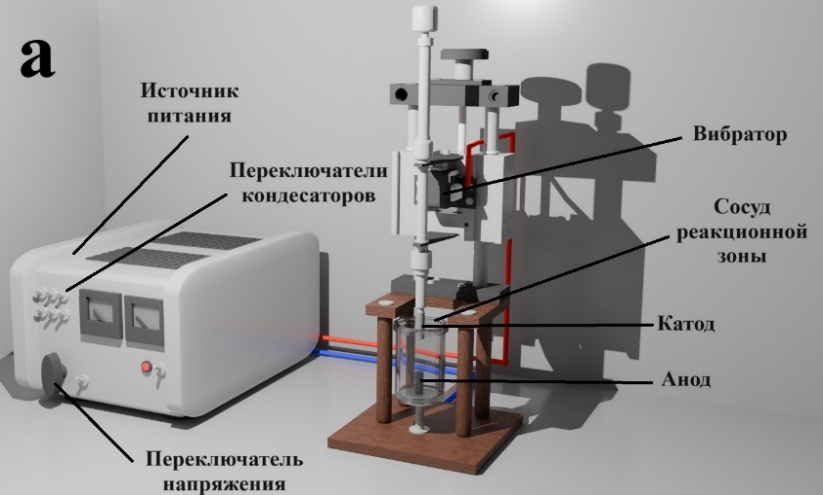 а
Источник
питания
Переключатели
кондесаторов
Вибратор
Сосуд
реакционной
зоны
Катод
Анод
Переключатель
напряжения